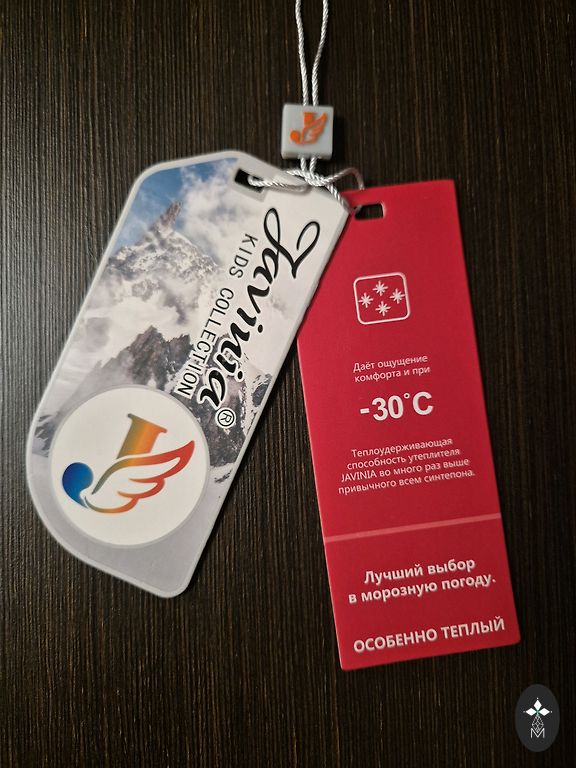 Javinia®
KIDS COLLECTION
Даёт ощущение
комфорта и при
-30°C
Теплоудерживающая
способность утеплителя
JAVINIA во много раз выше
привычного всем синтепона.
Лучший выбор
в морозную погоду.
ОСОБЕННО ТЕПЛЫЙ
M